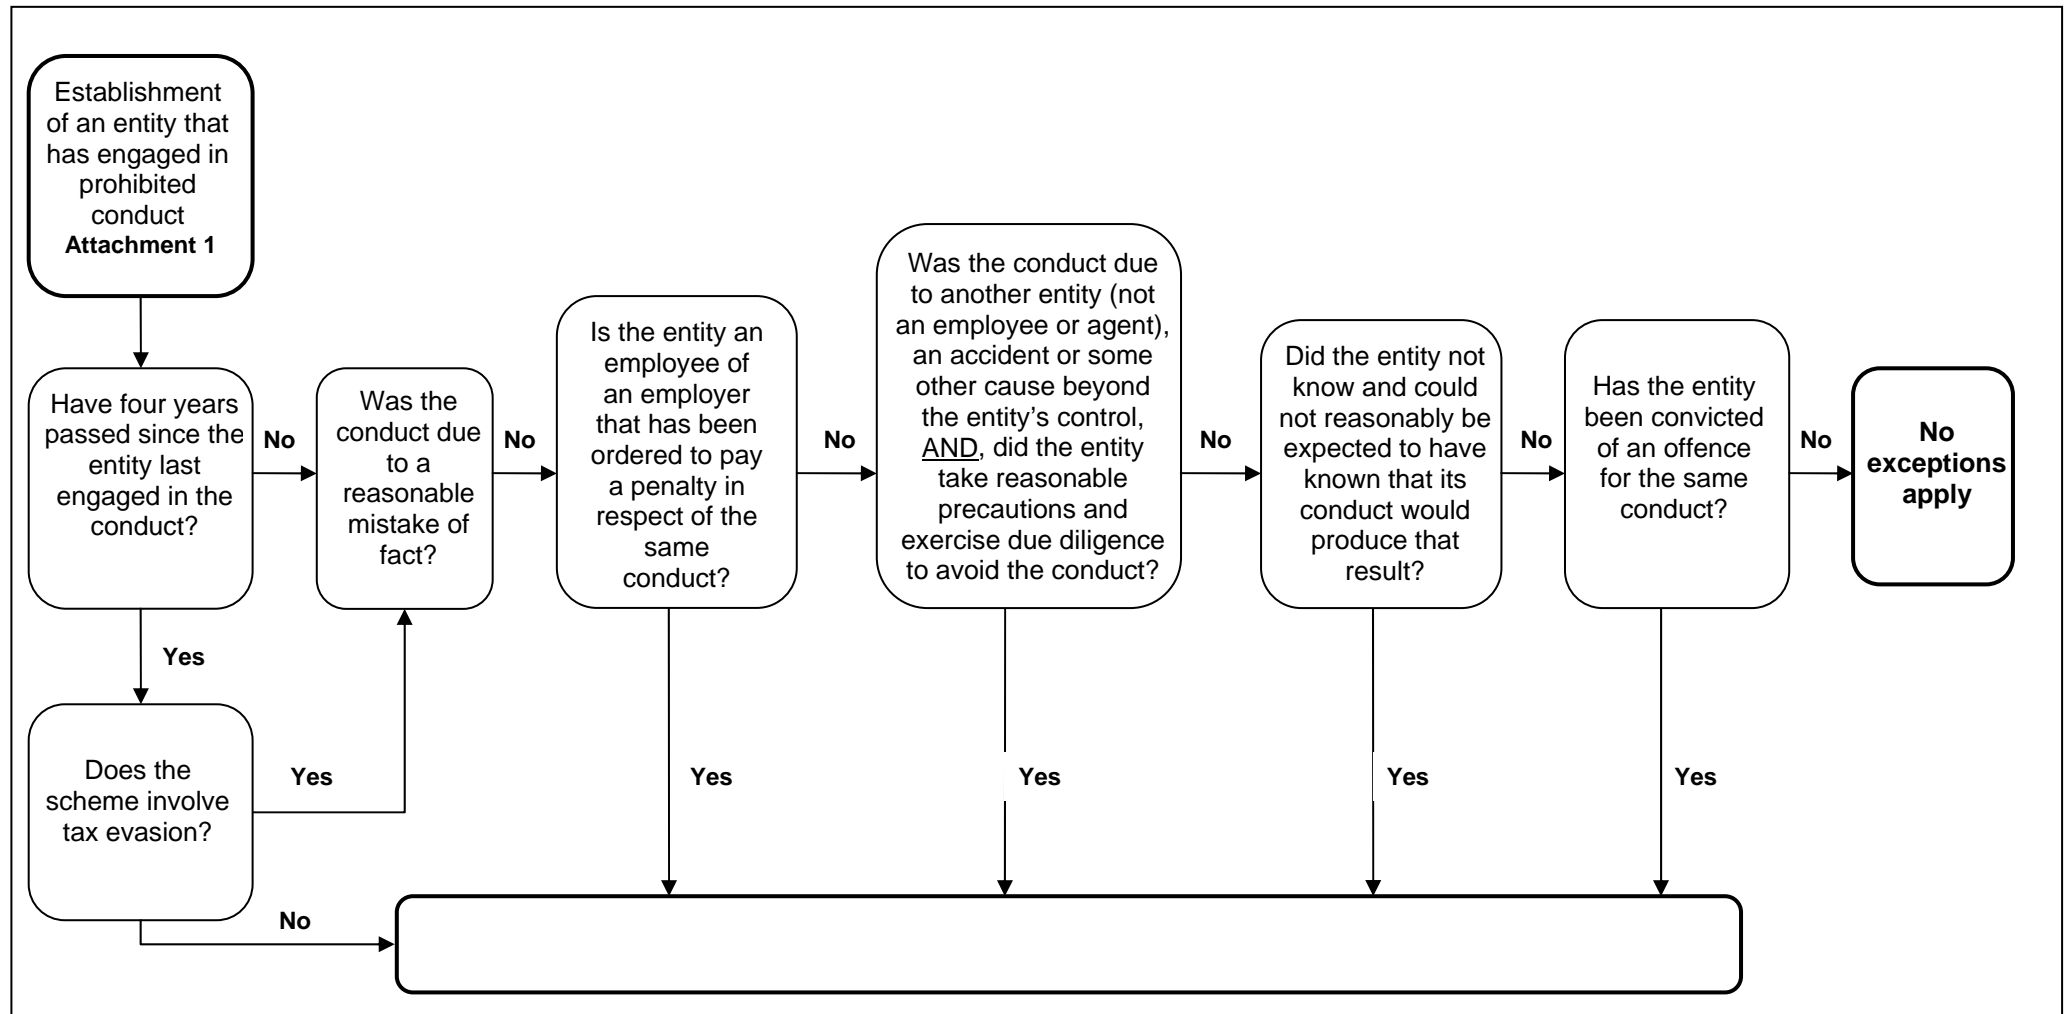 Establishment
of an entity that
has engaged in
prohibited
conduct
Attachment 1
Have four years
passed since the
entity last
engaged in the
conduct?
No
Was the
conduct due
to a
reasonable
mistake of
fact?
No
Is the entity an
employee of
an employer
that has been
ordered to pay
a penalty in
respect of the
same
conduct?
No
Was the conduct due
to another entity (not
an employee or agent),
an accident or some
other cause beyond
the entity’s control,
AND, did the entity
take reasonable
precautions and
exercise due diligence
to avoid the conduct?
No
Did the entity not
know and could
not reasonably be
expected to have
known that its
conduct would
produce that
result?
No
Has the entity
been convicted
of an offence
for the same
conduct?
No
No
exceptions
apply
Yes
Does the
scheme involve
tax evasion?
Yes
Yes
Yes
Yes
Yes
No